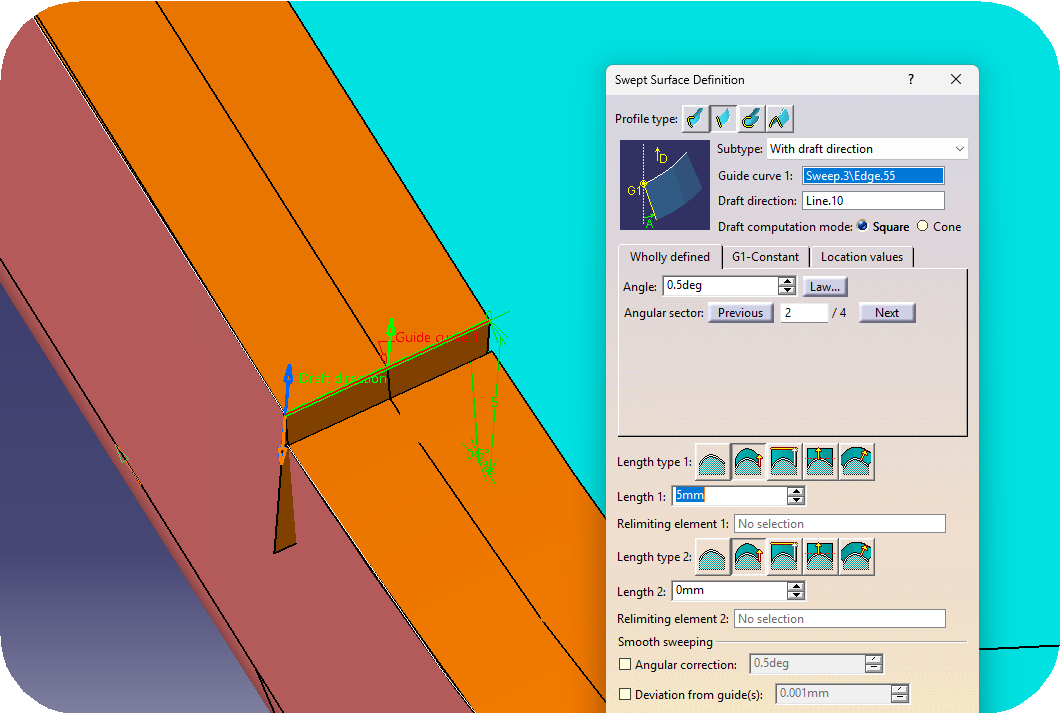 Swept Surface Definition ?
Profile type:
D
G1
A
Subtype: With draft direction
Guide curve 1: Sweep.3\Edge.55
Draft direction: Line.10
Draft computation mode: Square Cone
Wholly defined G1-Constant Location values
Angle: 0.5deg Law...
Angular sector: Previous 2 / 4 Next
Length type 1:
Length 1: 5mm
Relimiting element 1: No selection
Length type 2:
Length 2: 0mm
Relimiting element 2: No selection
Smooth sweeping
Angular correction: 0.5deg
Deviation from guide(s): 0.001mm
Guide curve 1
Draft direction